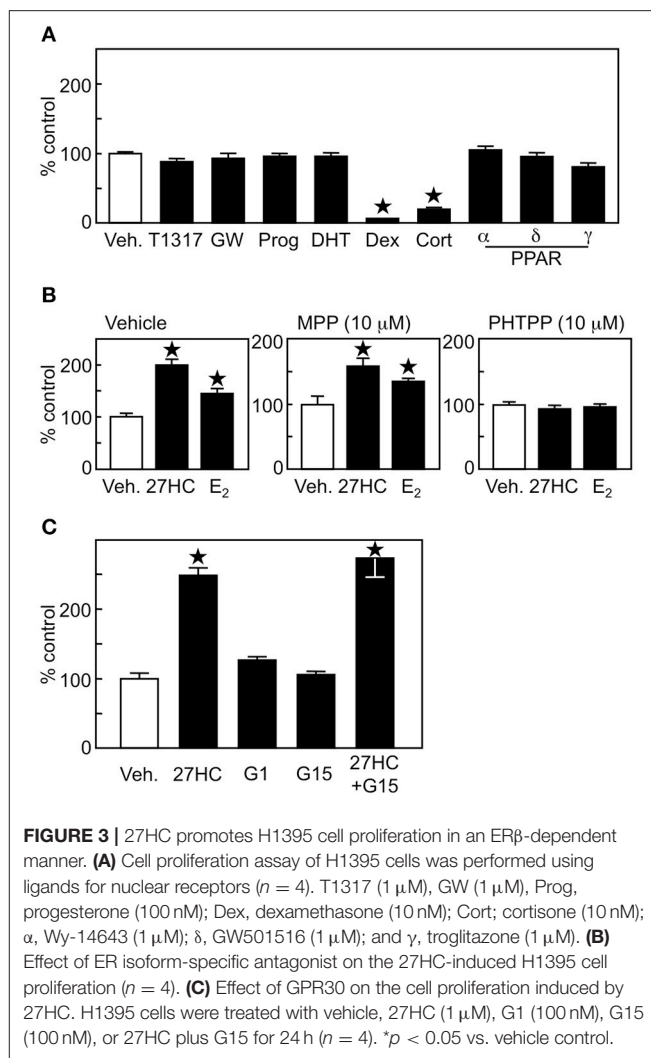 A
% control
200
100
0
★ ★
Veh. T1317 GW Prog DHT Dex Cort α δ γ
PPAR
B
Vehicle
% control
200
100
0
★ ★
Veh. 27HC E2
MPP (10 μM)
200
100
0
★ ★
Veh. 27HC E2
PHTPP (10 μM)
200
100
0
Veh. 27HC E2
C
% control
200
100
0
★ ★
Veh. 27HC G1 G15 27HC
+G15
FIGURE 3 | 27HC promotes H1395 cell proliferation in an ERβ-dependent
manner. (A) Cell proliferation assay of H1395 cells was performed using
ligands for nuclear receptors (n = 4). T1317 (1 μM), GW (1 μM), Prog,
progesterone (100 nM); Dex, dexamethasone (10 nM); Cort; cortisone (10 nM);
α, Wy-14643 (1 μM); δ, GW501516 (1 μM); and γ, troglitazone (1 μM). (B)
Effect of ER isoform-specific antagonist on the 27HC-induced H1395 cell
proliferation (n = 4). (C) Effect of GPR30 on the cell proliferation induced by
27HC. H1395 cells were treated with vehicle, 27HC (1 μM), G1 (100 nM), G15
(100 nM), or 27HC plus G15 for 24 h (n = 4). *p < 0.05 vs. vehicle control.